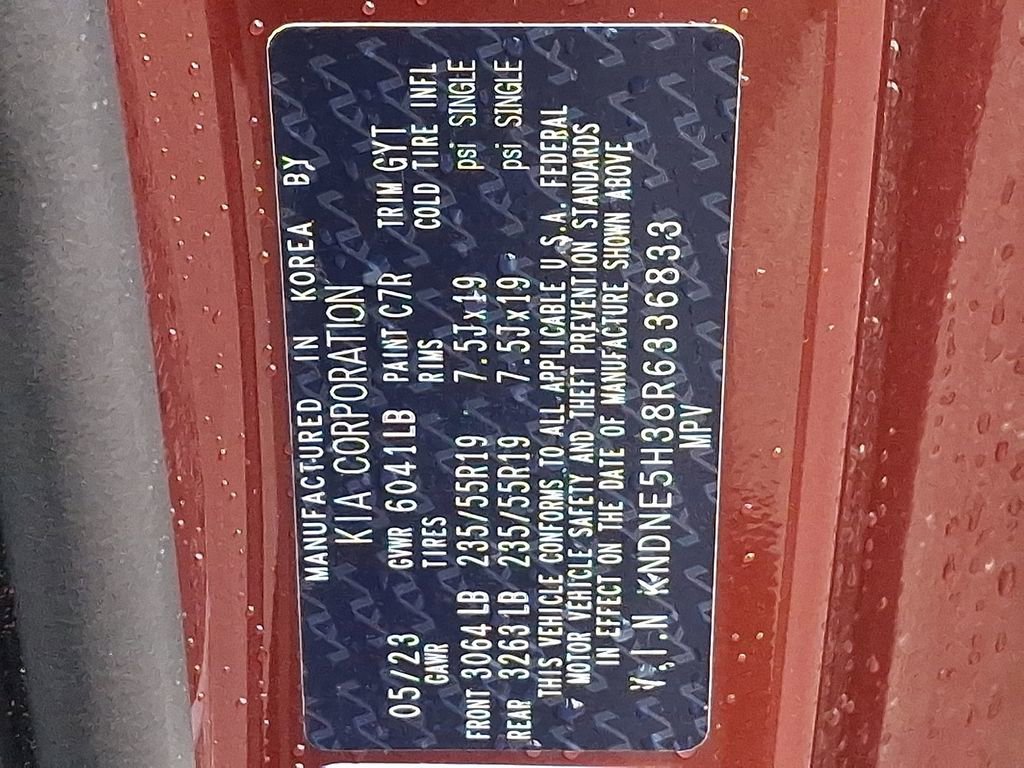 MANUFACTURED IN KOREA BY
KIA CORPORATION
05/23 GVWR 6041LB PAINT C7R TRIM GYT
GAWR TIRES RIMS COLD TIRE INFL
FRONT 3064LB 235/55R19 7.5Jx19 psi SINGLE
REAR 3263LB 235/55R19 7.5Jx19 psi SINGLE
THIS VEHICLE CONFORMS TO ALL APPLICABLE U.S.A. FEDERAL
MOTOR VEHICLE SAFETY AND THEFT PREVENTION STANDARDS
IN EFFECT ON THE DATE OF MANUFACTURE SHOWN ABOVE
V.I.N KNDNE5H38R6336833
MPV